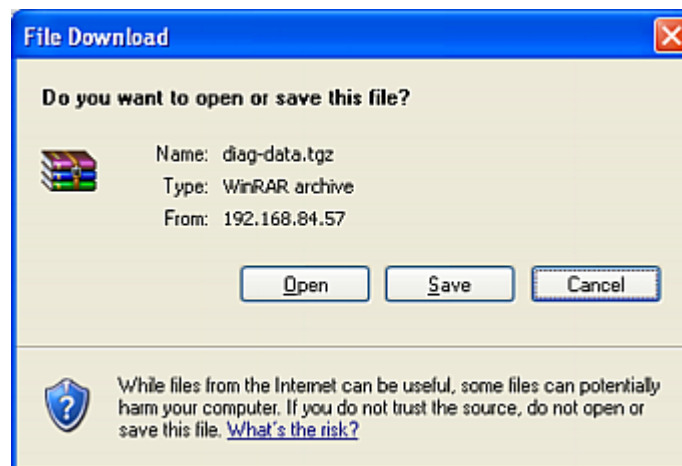 File Download
Do you want to open or save this file?
Name: diag-data.tgz
Type: WinRAR archive
From: 192.168.84.57
Open Save Cancel
While files from the Internet can be useful, some files can potentially
harm your computer. If you do not trust the source, do not open or
save this file. What's the risk?